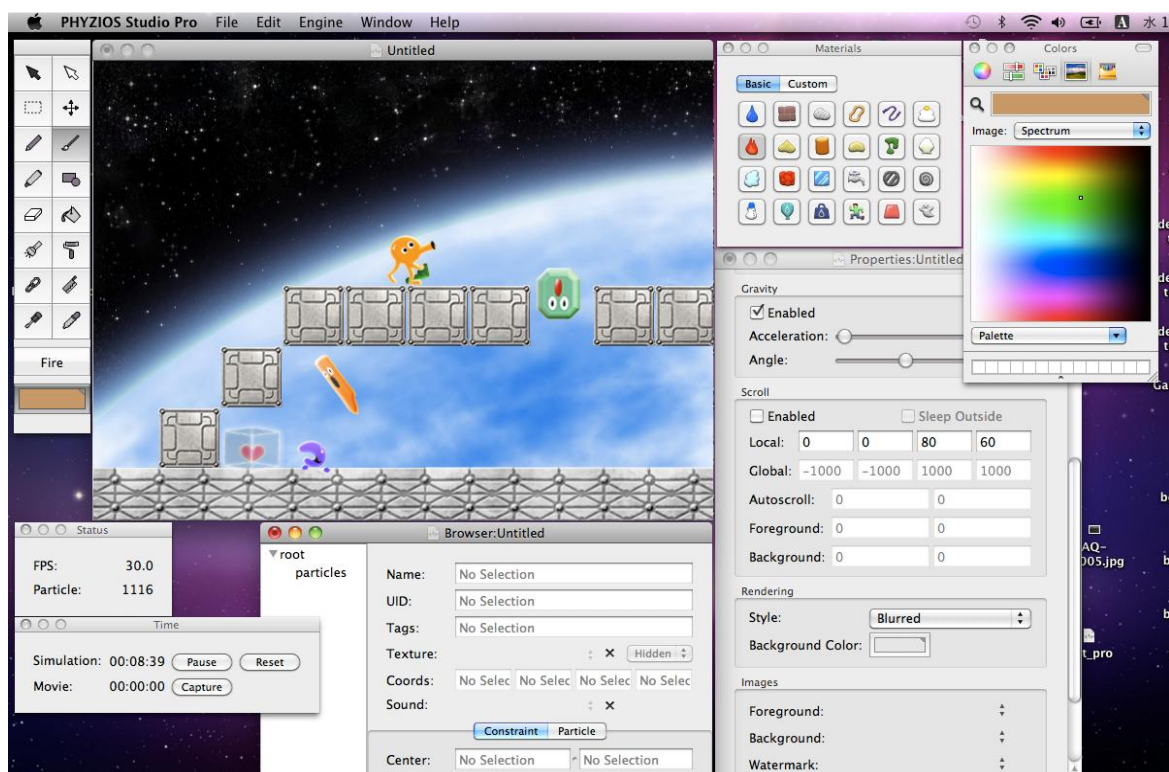 PHYZIOS Studio Pro File Edit Engine Window Help
A 水 1
Untitled
Fire
Materials
Basic Custom
Colors
Image: Spectrum
Palette
Properties:Untitled
Gravity
Enabled
Acceleration:
Angle:
Scroll
Enabled Sleep Outside
Local: 0 0 80 60
Global: -1000 -1000 1000 1000
Autoscroll: 0 0
Foreground: 0 0
Background: 0 0
Rendering
Style: Blurred
Background Color:
Images
Foreground:
Background:
Watermark:
Status
FPS: 30.0
Particle: 1116
Time
Simulation: 00:08:39 Pause Reset
Movie: 00:00:00 Capture
Browser:Untitled
root
particles
Name: No Selection
UID: No Selection
Tags: No Selection
Texture: Hidden
Coords: No Selec No Selec No Selec No Selec
Sound:
Constraint Particle
Center: No Selection No Selection
AQ-
005.jpg
t_pro